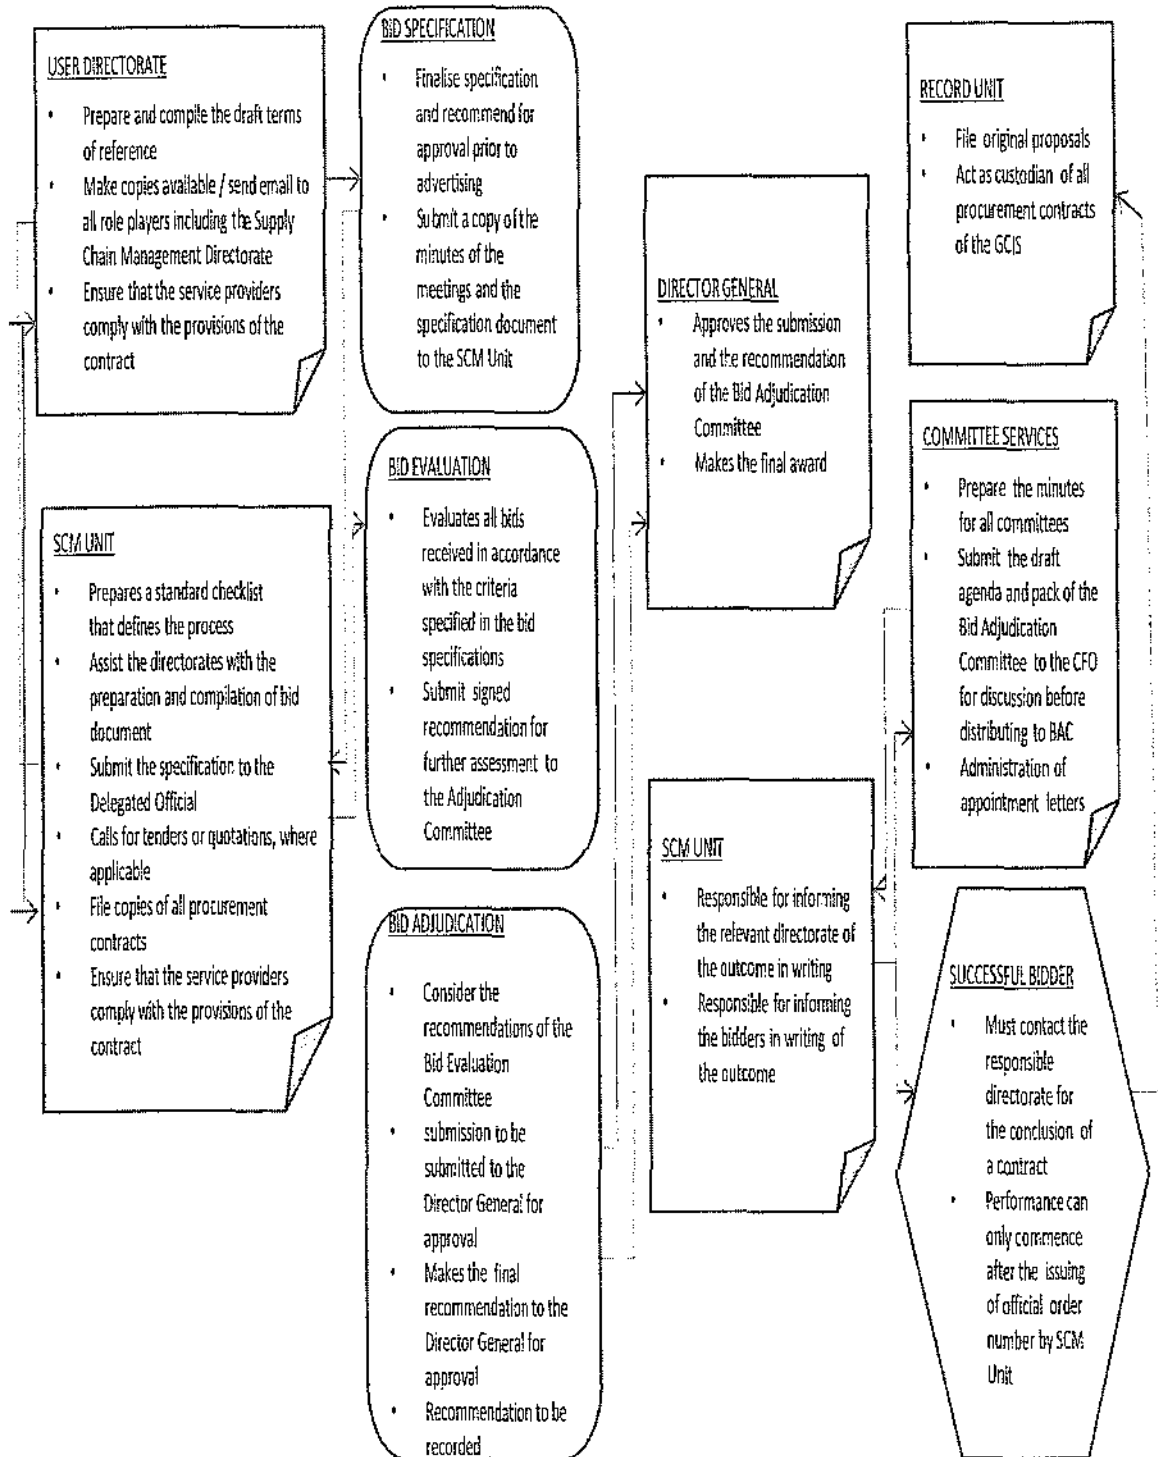 USER DIRECTORATE
• Prepare and compile the draft terms
of reference
• Make copies available / send email to
all role players including the Supply
Chain Management Directorate
• Ensure that the service providers
comply with the provisions of the
contract
SCM UNIT
• Prepares a standard checklist
that defines the process
• Assist the directorates with the
preparation and compilation of bid
document
• Submit the specification to the
Delegated Official
• Calls for tenders or quotations, where
applicable
• File copies of all procurement
contracts
• Ensure that the service providers
comply with the provisions of the
contract
BID SPECIFICATION
• Finalise specification
and recommend for
approval prior to
advertising
• Submit a copy of the
minutes of the
meetings and the
specification document
to the SCM Unit
BID EVALUATION
• Evaluates all bids
received in accordance
with the criteria
specified in the bid
specifications
• Submit signed
recommendation for
further assessment to
the Adjudication
Committee
BID ADJUDICATION
• Consider the
recommendations of the
Bid Evaluation
Committee
• submission to be
submitted to the
Director General for
approval
• Makes the final
recommendation to the
Director General for
approval
• Recommendation to be
recorded
DIRECTOR GENERAL
• Approves the submission
and the recommendation
of the Bid Adjudication
Committee
• Makes the final award
SCM UNIT
• Responsible for informing
the relevant directorate of
the outcome in writing
• Responsible for informing
the bidders in writing of
the outcome
RECORD UNIT
• File original proposals
• Act as custodian of all
procurement contracts
of the GCIS
COMMITTEE SERVICES
• Prepare the minutes
for all committees
• Submit the draft
agenda and pack of the
Bid Adjudication
Committee to the CFO
for discussion before
distributing to BAC
• Administration of
appointment letters
SUCCESSFUL BIDDER
• Must contact the
responsible
directorate for
the conclusion of
a contract
• Performance can
only commence
after the issuing
of official order
number by SCM
Unit